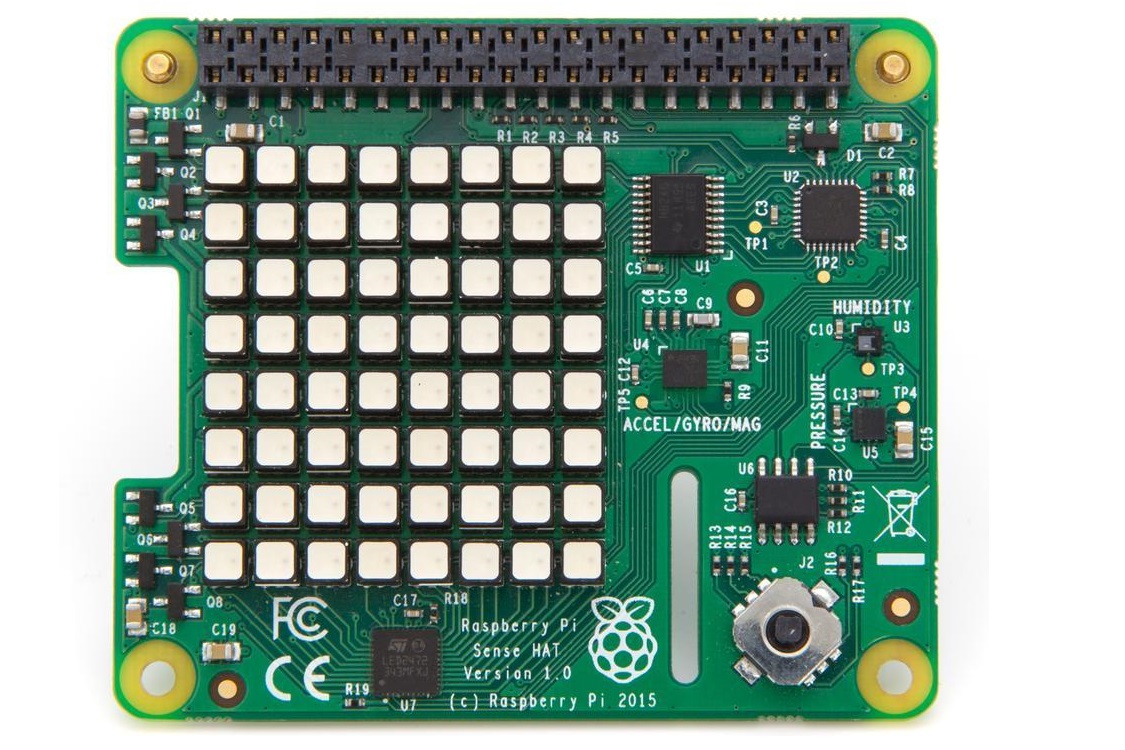 J1
FB1 Q1
C1
R1 R2 R3 R4 R5
R6
D1
C2
Q2
U2
R7
R8
Q3
C3
Q4
TP1
C4
C5
U1
TP2
C6 C7 C8
C9
HUMIDITY
C10
U3
U4
C11
C12
TP3
R9
TP5
PRESSURE
C13
TP4
ACCEL/GYRO/MAG
C14
U5
C15
U6
R10
C16
R11
R12
Q5
Q6
R13 R14 R15
J2
R16
R17
Q7
Q8
C17
R18
FC
C18
C19
CE
LED2472
343MFXJ
R19
U7
Raspberry Pi
Sense HAT
Version 1.0
(c) Raspberry Pi 2015